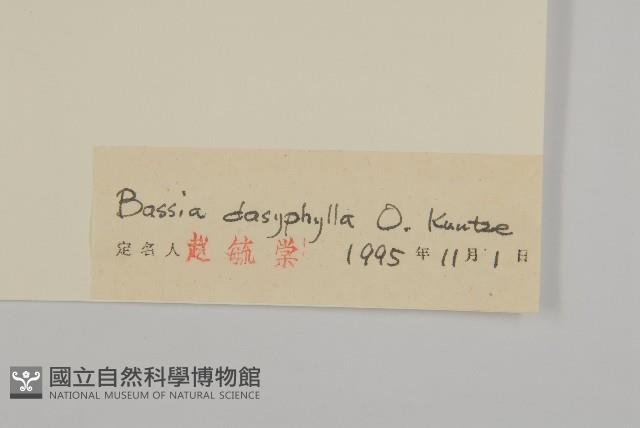 Bassia dasyphylla O. Kuntze
定名人 趙毓棠 1995 年 11 月 1 日
國立自然科學博物館
NATIONAL MUSEUM OF NATURAL SCIENCE